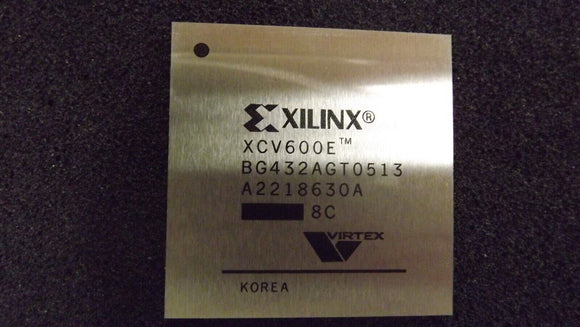 XILINX®
XCV600E™
BG432AGT0513
A2218630A
8C
VIRTEX
KOREA